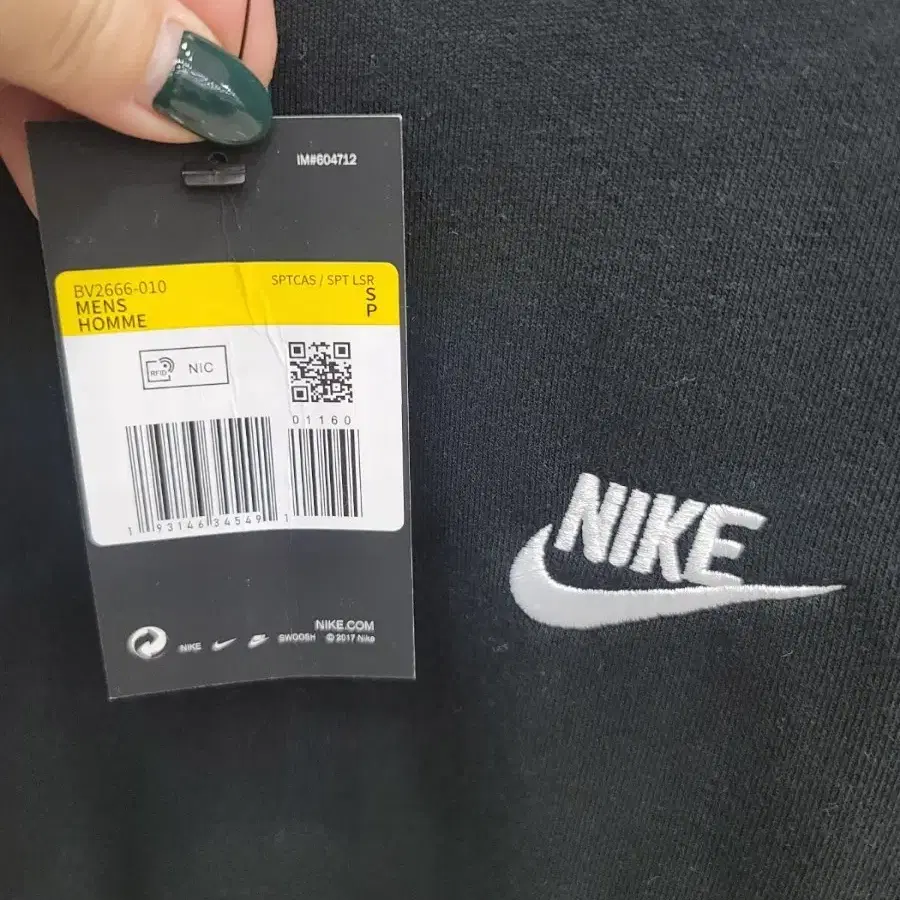 IM#604712
BV2666-010
SPTCAS / SPT LSR
MENS
S
HOMME
P
RFID
NIC
01160
1 93146 34549 1
NIKE.COM
NIKE
SWOOSH © 2017 Nike
NIKE